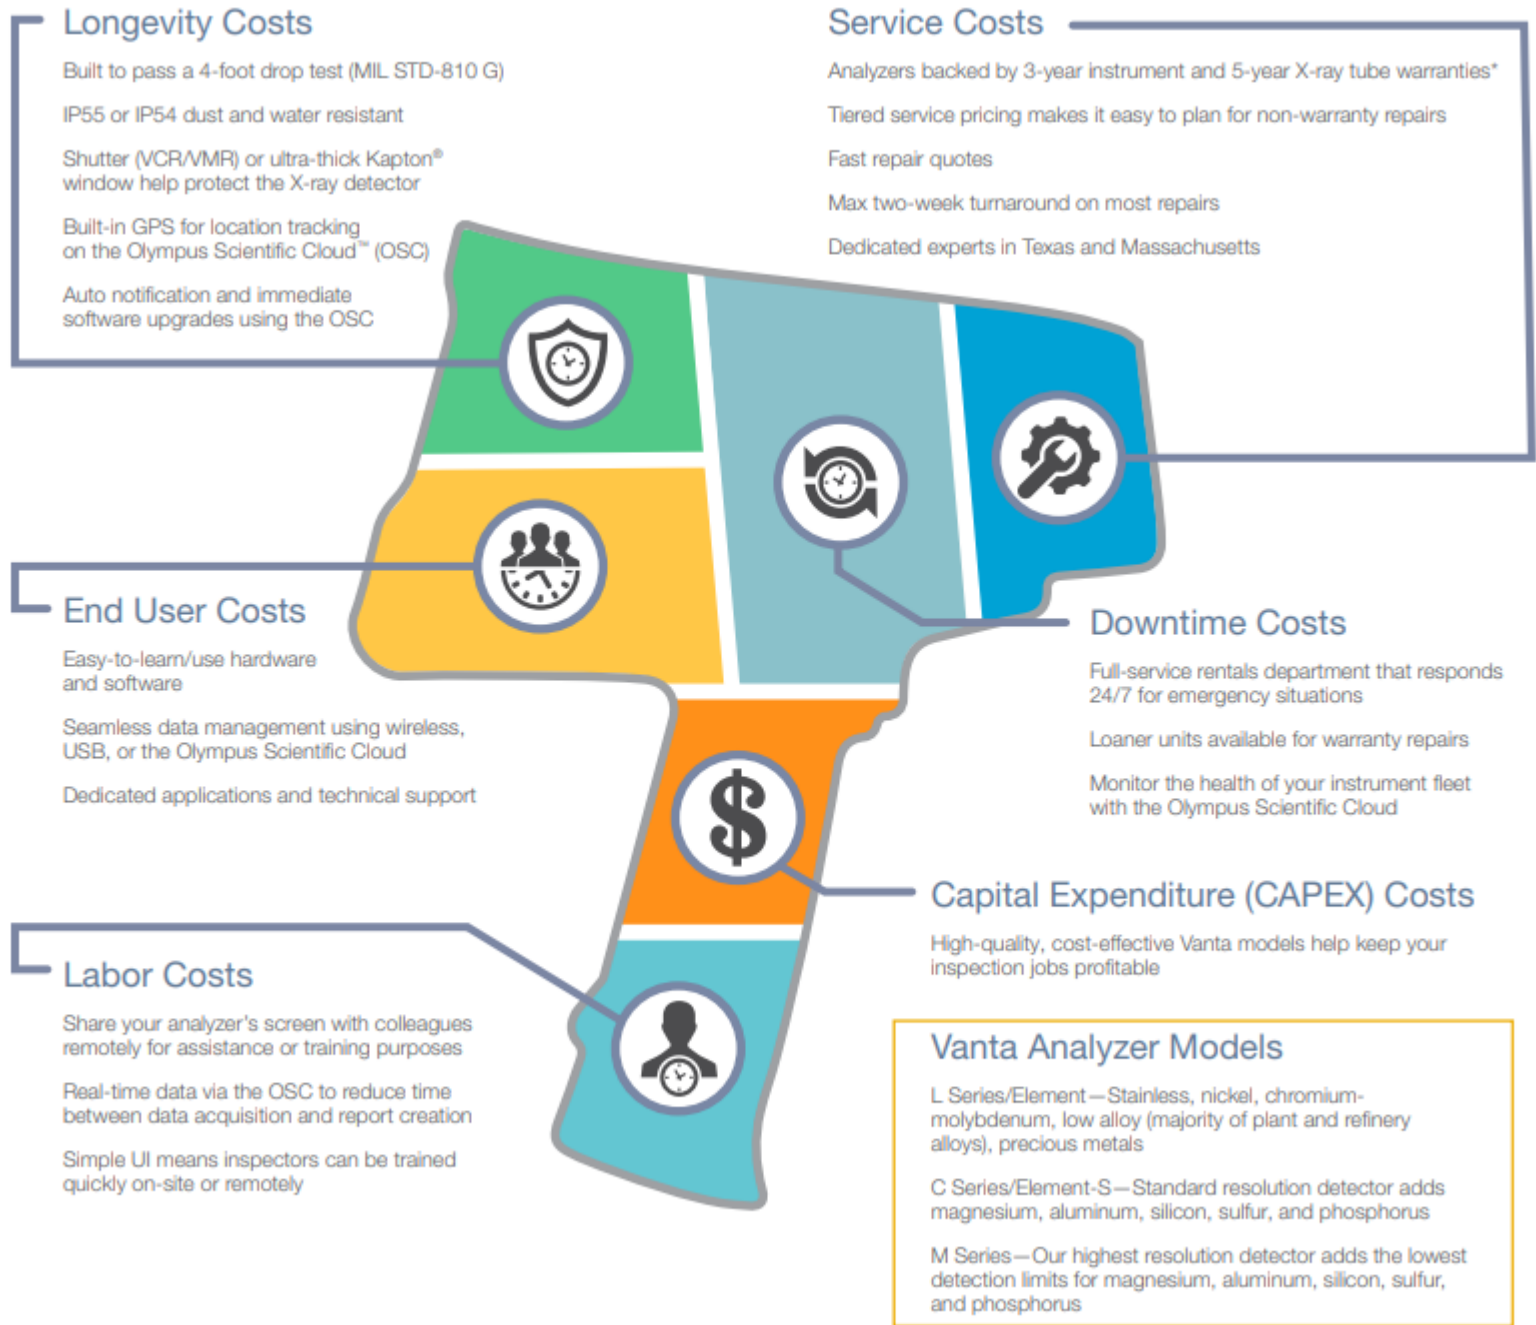 Longevity Costs
Built to pass a 4-foot drop test (MIL STD-810 G)
IP55 or IP54 dust and water resistant
Shutter (VCR/VMR) or ultra-thick Kapton®
window help protect the X-ray detector
Built-in GPS for location tracking
on the Olympus Scientific Cloud™ (OSC)
Auto notification and immediate
software upgrades using the OSC
Service Costs
Analyzers backed by 3-year instrument and 5-year X-ray tube warranties*
Tiered service pricing makes it easy to plan for non-warranty repairs
Fast repair quotes
Max two-week turnaround on most repairs
Dedicated experts in Texas and Massachusetts
End User Costs
Easy-to-learn/use hardware
and software
Seamless data management using wireless,
USB, or the Olympus Scientific Cloud
Dedicated applications and technical support
Downtime Costs
Full-service rentals department that responds
24/7 for emergency situations
Loaner units available for warranty repairs
Monitor the health of your instrument fleet
with the Olympus Scientific Cloud
$
Capital Expenditure (CAPEX) Costs
High-quality, cost-effective Vanta models help keep your
inspection jobs profitable
Labor Costs
Share your analyzer's screen with colleagues
remotely for assistance or training purposes
Real-time data via the OSC to reduce time
between data acquisition and report creation
Simple UI means inspectors can be trained
quickly on-site or remotely
Vanta Analyzer Models
L Series/Element—Stainless, nickel, chromium-
molybdenum, low alloy (majority of plant and refinery
alloys), precious metals
C Series/Element-S—Standard resolution detector adds
magnesium, aluminum, silicon, sulfur, and phosphorus
M Series—Our highest resolution detector adds the lowest
detection limits for magnesium, aluminum, silicon, sulfur,
and phosphorus